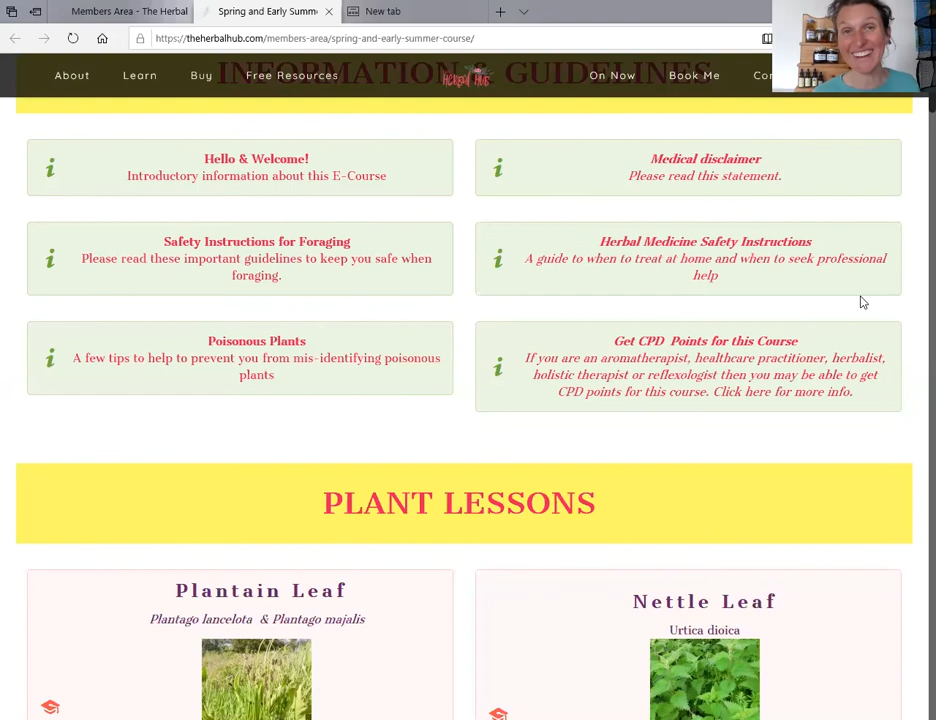 Members Area - The Herbal
Spring and Early Summ
New tab
https://theherbalhub.com/members-area/spring-and-early-summer-course/
INFORMATION GUIDELINES
About Learn Buy Free Resources HERBAL HUB On Now Book Me Con
Hello & Welcome!
Introductory information about this E-Course
Medical disclaimer
Please read this statement.
Safety Instructions for Foraging
Please read these important guidelines to keep you safe when
foraging.
Herbal Medicine Safety Instructions
A guide to when to treat at home and when to seek professional
help
Poisonous Plants
A few tips to help to prevent you from mis-identifying poisonous
plants
Get CPD Points for this Course
If you are an aromatherapist, healthcare practitioner, herbalist,
holistic therapist or reflexologist then you may be able to get
CPD points for this course. Click here for more info.
PLANT LESSONS
Plantain Leaf
Plantago lancelota & Plantago majalis
Nettle Leaf
Urtica dioica